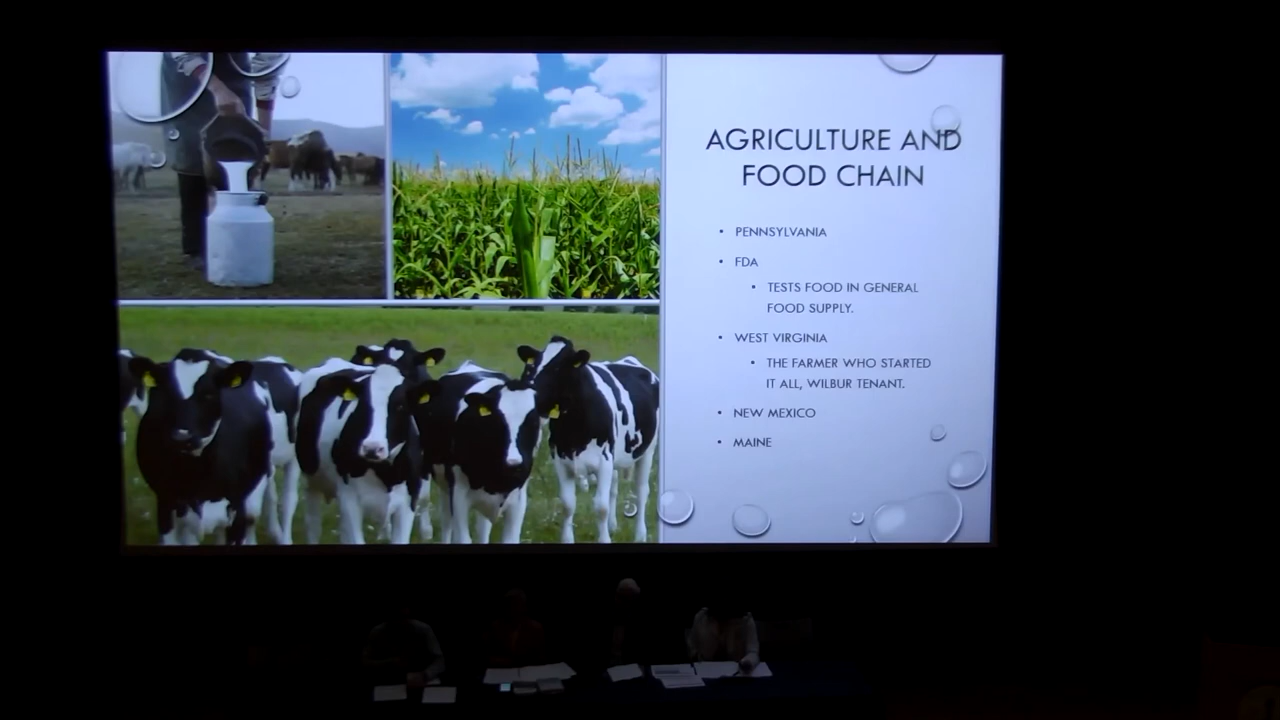 AGRICULTURE AND
FOOD CHAIN
• PENNSYLVANIA
• FDA
• TESTS FOOD IN GENERAL
FOOD SUPPLY.
• WEST VIRGINIA
• THE FARMER WHO STARTED
IT ALL, WILBUR TENANT.
• NEW MEXICO
• MAINE